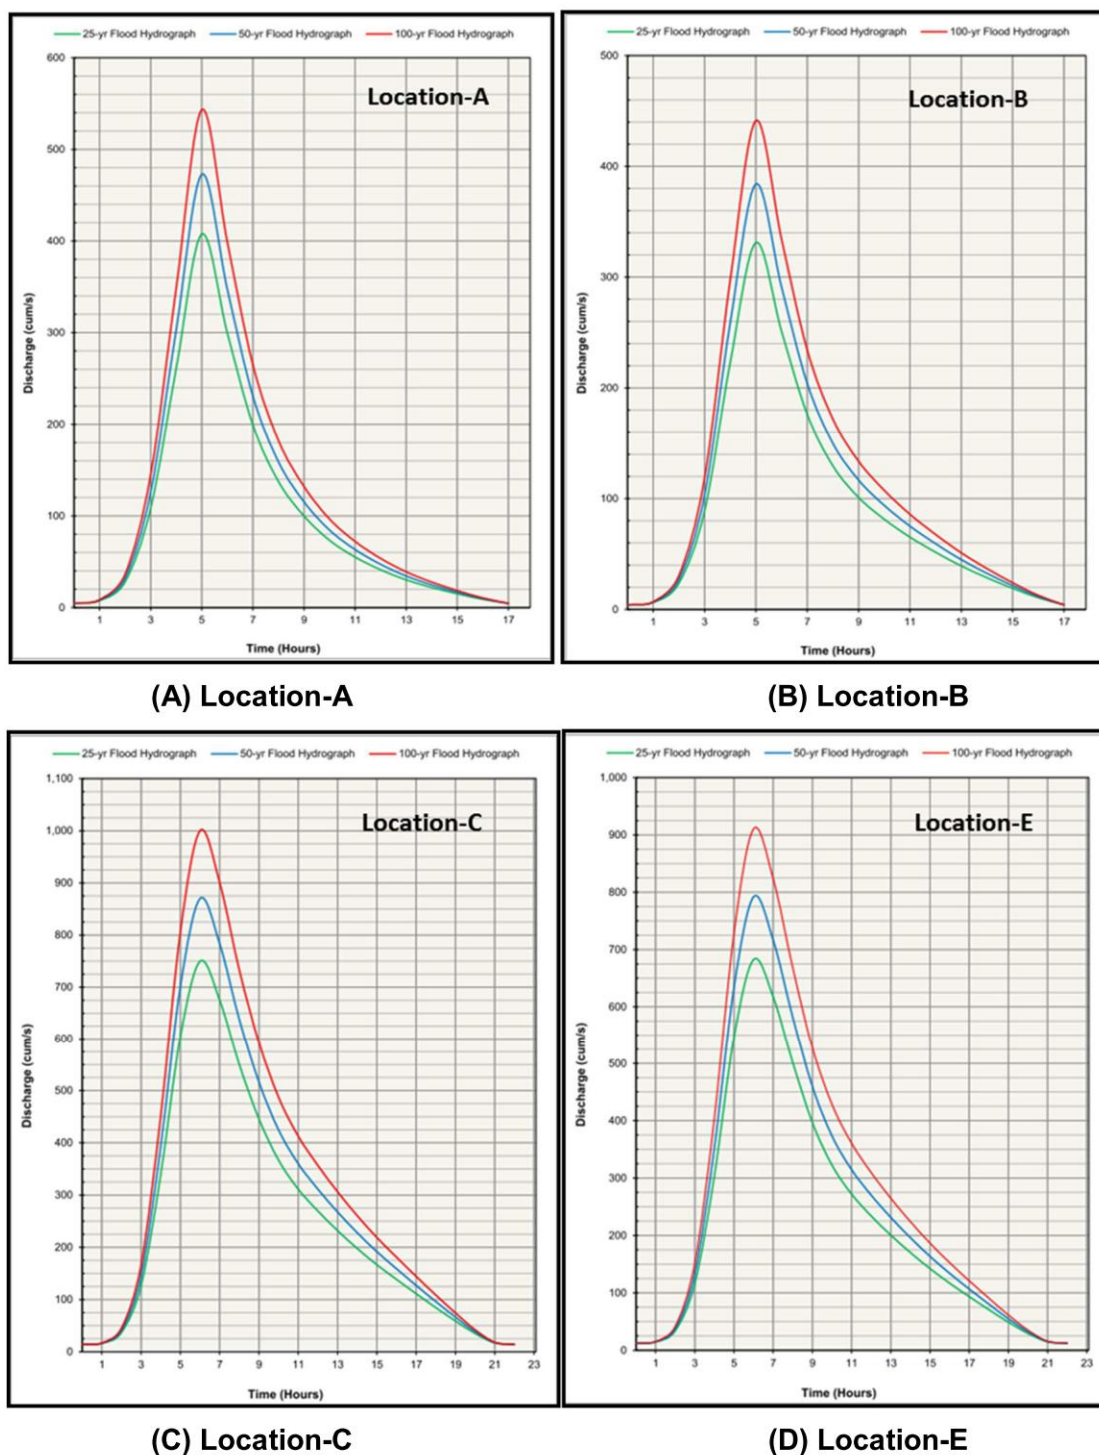 25-yr Flood Hydrograph 50-yr Flood Hydrograph 100-yr Flood Hydrograph
Location-A
600
500
400
300
200
100
0
Discharge (cum/s)
1 3 5 7 9 11 13 15 17
Time (Hours)
(A) Location-A
25-yr Flood Hydrograph 50-yr Flood Hydrograph 100-yr Flood Hydrograph
Location-B
500
400
300
200
100
0
Discharge (cum/s)
1 3 5 7 9 11 13 15 17
Time (Hours)
(B) Location-B
25-yr Flood Hydrograph 50-yr Flood Hydrograph 100-yr Flood Hydrograph
Location-C
1,100
1,000
900
800
700
600
500
400
300
200
100
0
Discharge (cum/s)
1 3 5 7 9 11 13 15 17 19 21 23
Time (Hours)
(C) Location-C
25-yr Flood Hydrograph 50-yr Flood Hydrograph 100-yr Flood Hydrograph
Location-E
1,000
900
800
700
600
500
400
300
200
100
0
Discharge (cum/s)
1 3 5 7 9 11 13 15 17 19 21 23
Time (Hours)
(D) Location-E